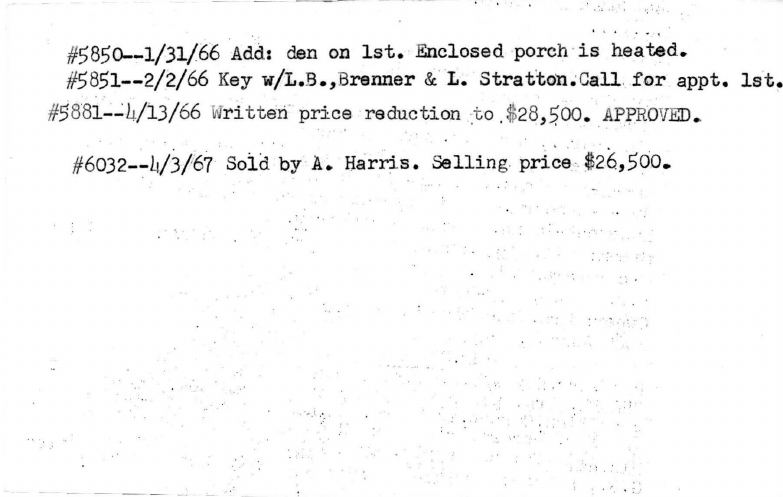 #5850--1/31/66 Add: den on 1st. Enclosed porch is heated.
#5851--2/2/66 Key w/L.B.,Brenner & L. Stratton.Call for appt. 1st.
#5881--4/13/66 Written price reduction to $28,500. APPROVED.
#6032--4/3/67 Sold by A. Harris. Selling price $26,500.